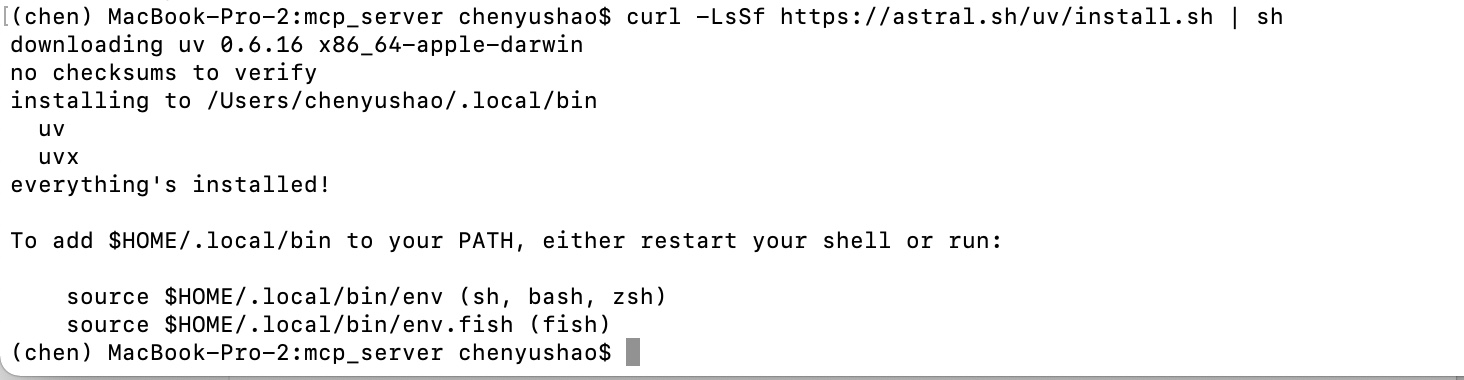 (chen) MacBook-Pro-2:mcp_server chenyushao$ curl -LsSf https://astral.sh/uv/install.sh | sh
downloading uv 0.6.16 x86_64-apple-darwin
no checksums to verify
installing to /Users/chenyushao/.local/bin
  uv
  uvx
everything's installed!

To add $HOME/.local/bin to your PATH, either restart your shell or run:

    source $HOME/.local/bin/env (sh, bash, zsh)
    source $HOME/.local/bin/env.fish (fish)
(chen) MacBook-Pro-2:mcp_server chenyushao$